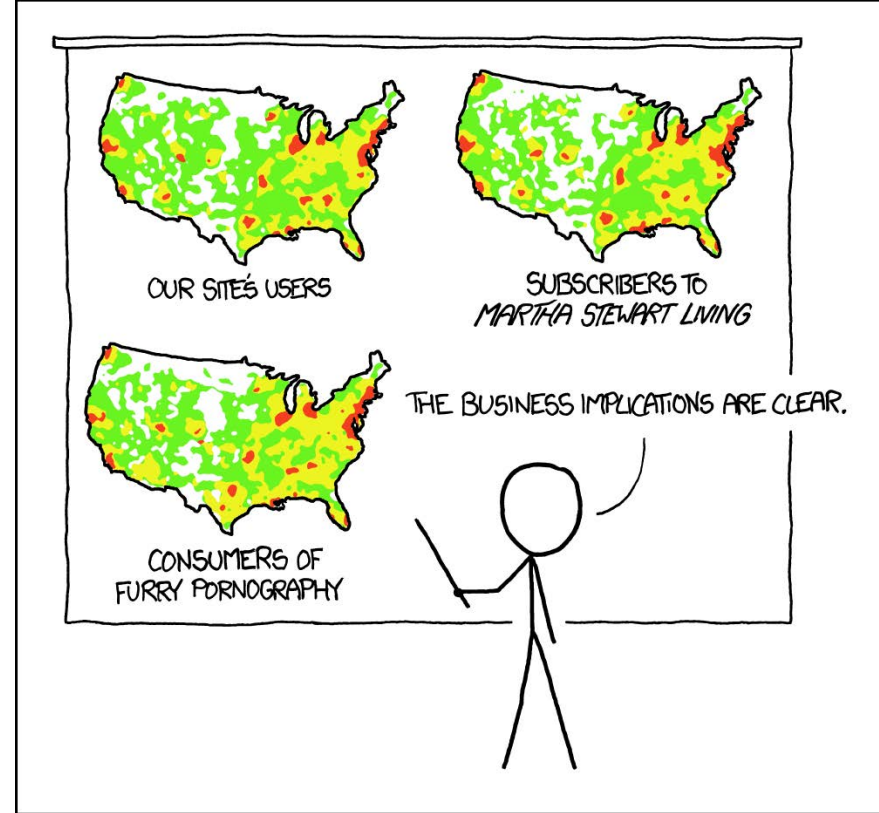 OUR SITE'S USERS
SUBSCRIBERS TO
MARTHA STEWART LIVING
CONSUMERS OF
FURRY PORNOGRAPHY
THE BUSINESS IMPLICATIONS ARE CLEAR.